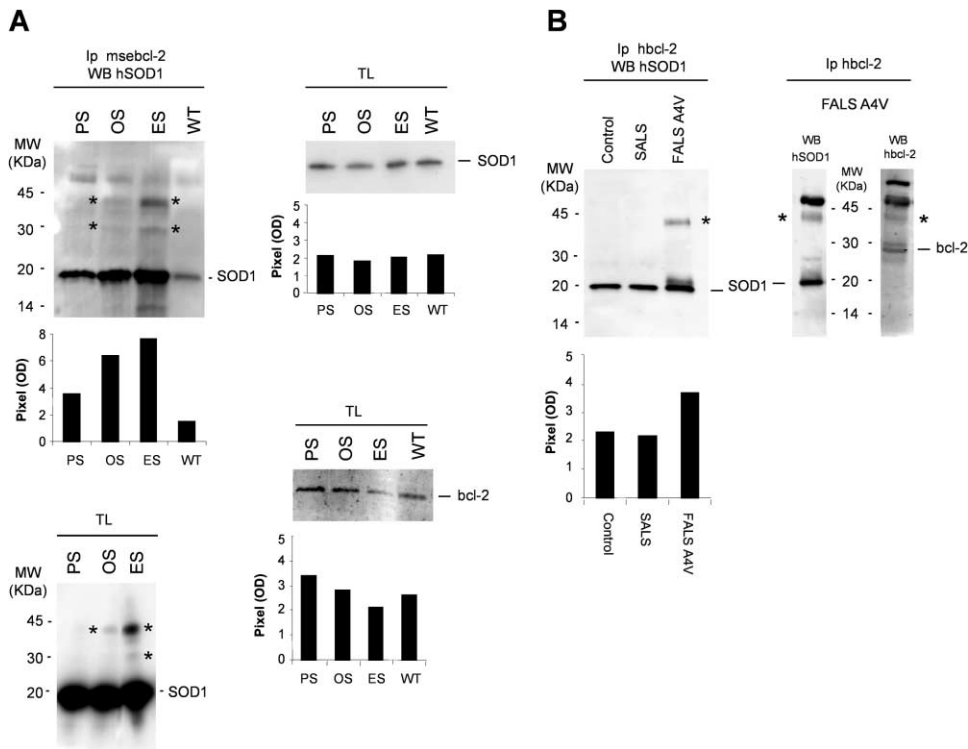 A
Ip msebcl-2
WB hSOD1
PS OS ES WT
MW
(KDa)
45 -
* *
30 -
* *
20 -
- SOD1
14 -
Pixel (OD)
8
6
4
2
0
PS OS ES WT
TL
PS OS ES WT
— SOD1
Pixel (OD)
5
4
3
2
1
0
PS OS ES WT
TL
PS OS ES
MW
(KDa)
45 -
* *
30 -
*
20 -
- SOD1
TL
PS OS ES WT
— bcl-2
Pixel (OD)
5
4
3
2
1
0
PS OS ES WT
B
Ip hbcl-2
WB hSOD1
Control SALS FALS A4V
MW
(KDa)
45 -
*
30 -
20 -
— SOD1 —
14 -
Pixel (OD)
5
4
3
2
1
0
Control SALS FALS A4V
Ip hbcl-2
FALS A4V
WB
hSOD1
MW
(KDa)
WB
hbcl-2
- 45 -
* *
- 30 -
— bcl-2
- 20 -
- 14 -